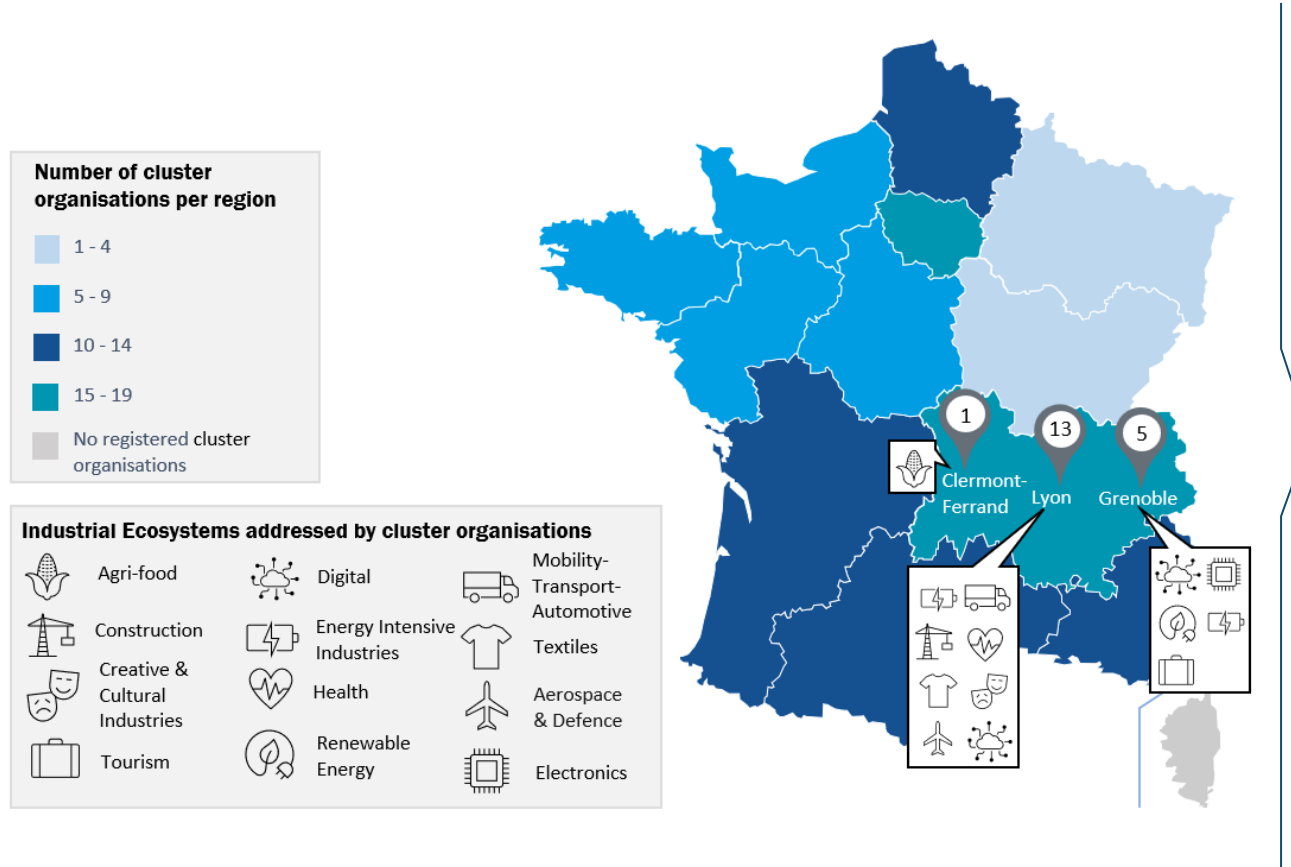 Number of cluster
organisations per region
1 - 4
5 - 9
10 - 14
15 - 19
No registered cluster
organisations
Industrial Ecosystems addressed by cluster organisations
Agri-food
Construction
Creative &
Cultural
Industries
Tourism
Digital
Energy Intensive
Industries
Health
Renewable
Energy
Mobility-
Transport-
Automotive
Textiles
Aerospace
& Defence
Electronics
1
13
5
Clermont-
Ferrand
Lyon
Grenoble